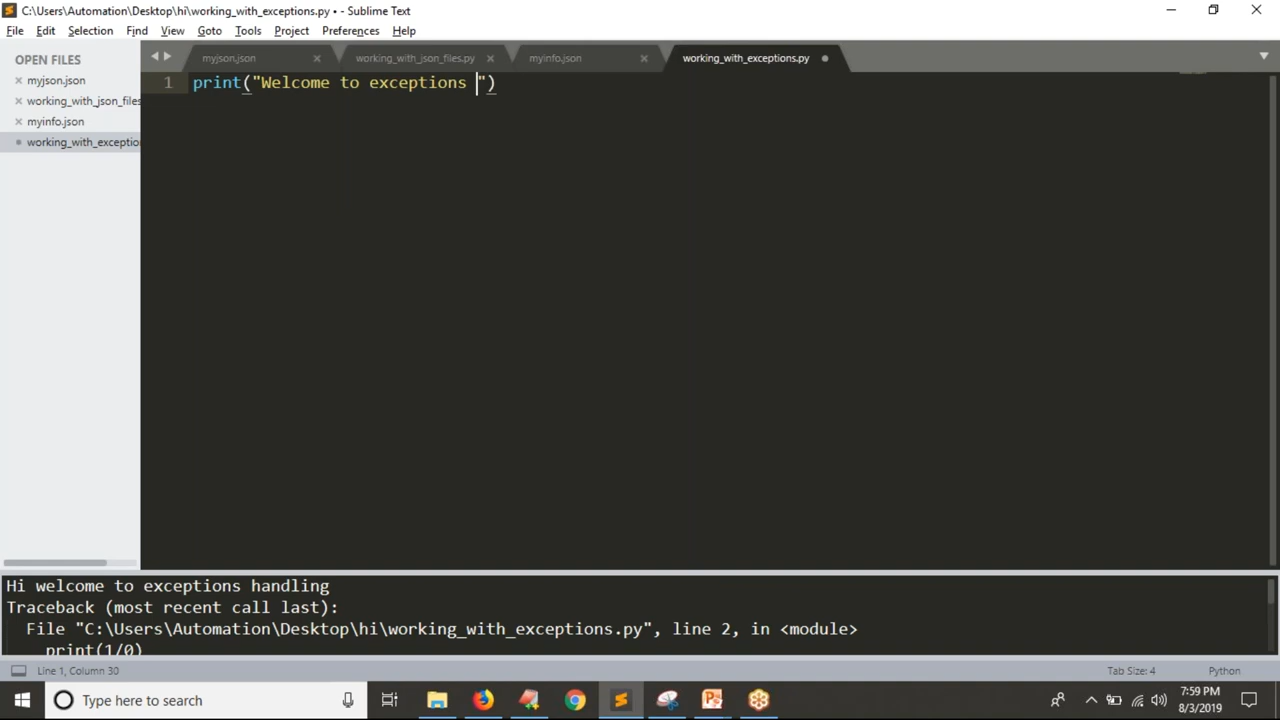 C:\Users\Automation\Desktop\hi\working_with_exceptions.py • - Sublime Text
File Edit Selection Find View Goto Tools Project Preferences Help
OPEN FILES
myjson.json
working_with_json_files
myinfo.json
working_with_exceptio
myjson.json working_with_json_files.py myinfo.json working_with_exceptions.py
1 print("Welcome to exceptions ")
Hi welcome to exceptions handling
Traceback (most recent call last):
File "C:\Users\Automation\Desktop\hi\working_with_exceptions.py", line 2, in <module>
print(1/0)
Line 1, Column 30 Tab Size: 4 Python
Type here to search
7:59 PM
8/3/2019